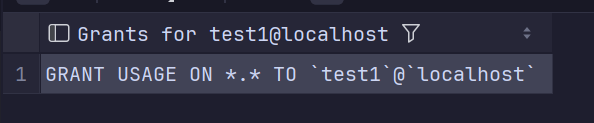 Grants for test1@localhost
1 GRANT USAGE ON *.* TO `test1`@`localhost`